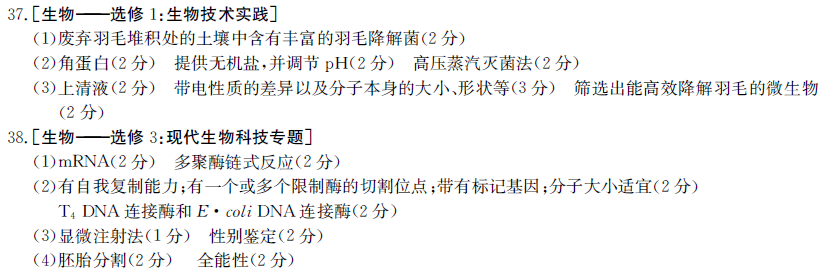 37.[生物——选修1:生物技术实践]
(1)废弃羽毛堆积处的土壤中含有丰富的羽毛降解菌(2分)
(2)角蛋白(2分) 提供无机盐,并调节pH(2分) 高压蒸汽灭菌法(2分)
(3)上清液(2分) 带电性质的差异以及分子本身的大小、形状等(3分) 筛选出能高效降解羽毛的微生物
(2分)
38.[生物——选修3:现代生物科技专题]
(1)mRNA(2分) 多聚酶链式反应(2分)
(2)有自我复制能力;有一个或多个限制酶的切割位点;带有标记基因;分子大小适宜(2分)
T₄ DNA连接酶和E·coli DNA连接酶(2分)
(3)显微注射法(1分) 性别鉴定(2分)
(4)胚胎分割(2分) 全能性(2分)